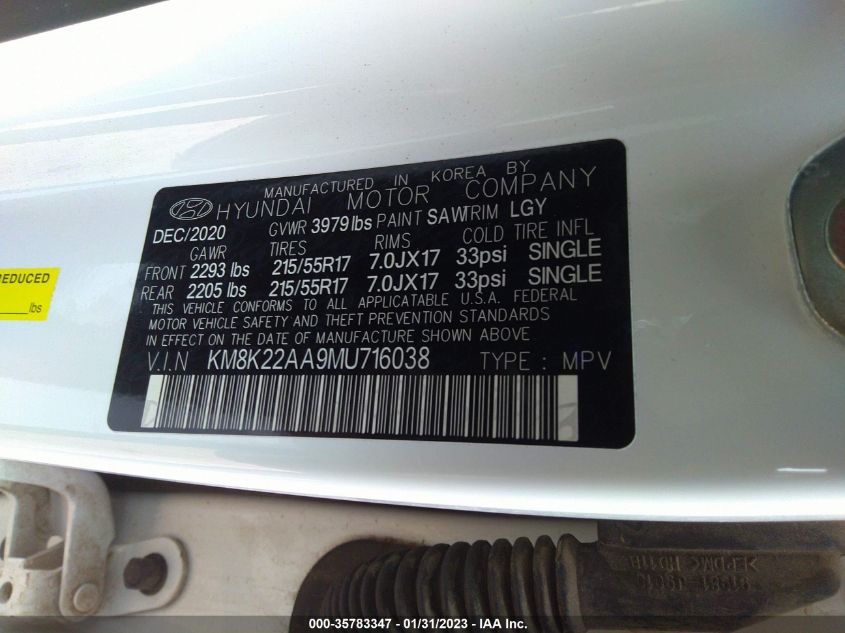 MANUFACTURED IN KOREA BY
HYUNDAI MOTOR COMPANY
DEC/2020 GVWR 3979lbs PAINT SAW TRIM LGY
GAWR TIRES RIMS COLD TIRE INFL
FRONT 2293 lbs 215/55R17 7.0JX17 33psi SINGLE
REAR 2205 lbs 215/55R17 7.0JX17 33psi SINGLE
THIS VEHICLE CONFORMS TO ALL APPLICATABLE U.S.A. FEDERAL
MOTOR VEHICLE SAFETY AND THEFT PREVENTION STANDARDS
IN EFFECT ON THE DATE OF MANUFACTURE SHOWN ABOVE
V.I.N KM8K22AA9MU716038 TYPE : MPV
REDUCED
lbs
000-35783347 - 01/31/2023 - © IAA Inc.